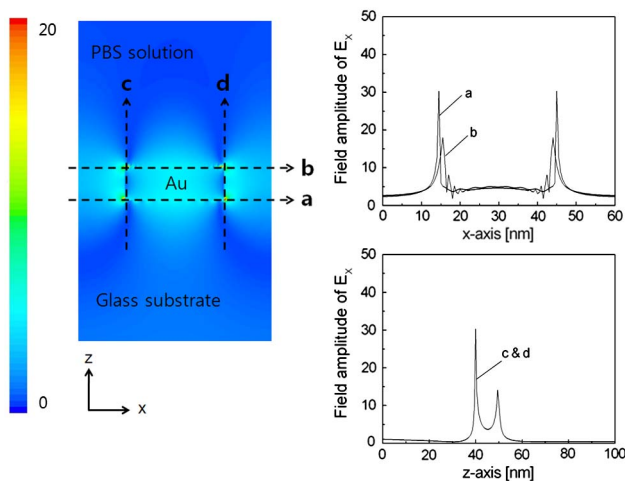 20
0
PBS solution
c
d
b
Au
a
Glass substrate
z
x
Field amplitude of E_x
50
40
30
20
10
0
a
b
0 10 20 30 40 50 60
x-axis [nm]
Field amplitude of E_x
50
40
30
20
10
0
c & d
0 20 40 60 80 100
z-axis [nm]